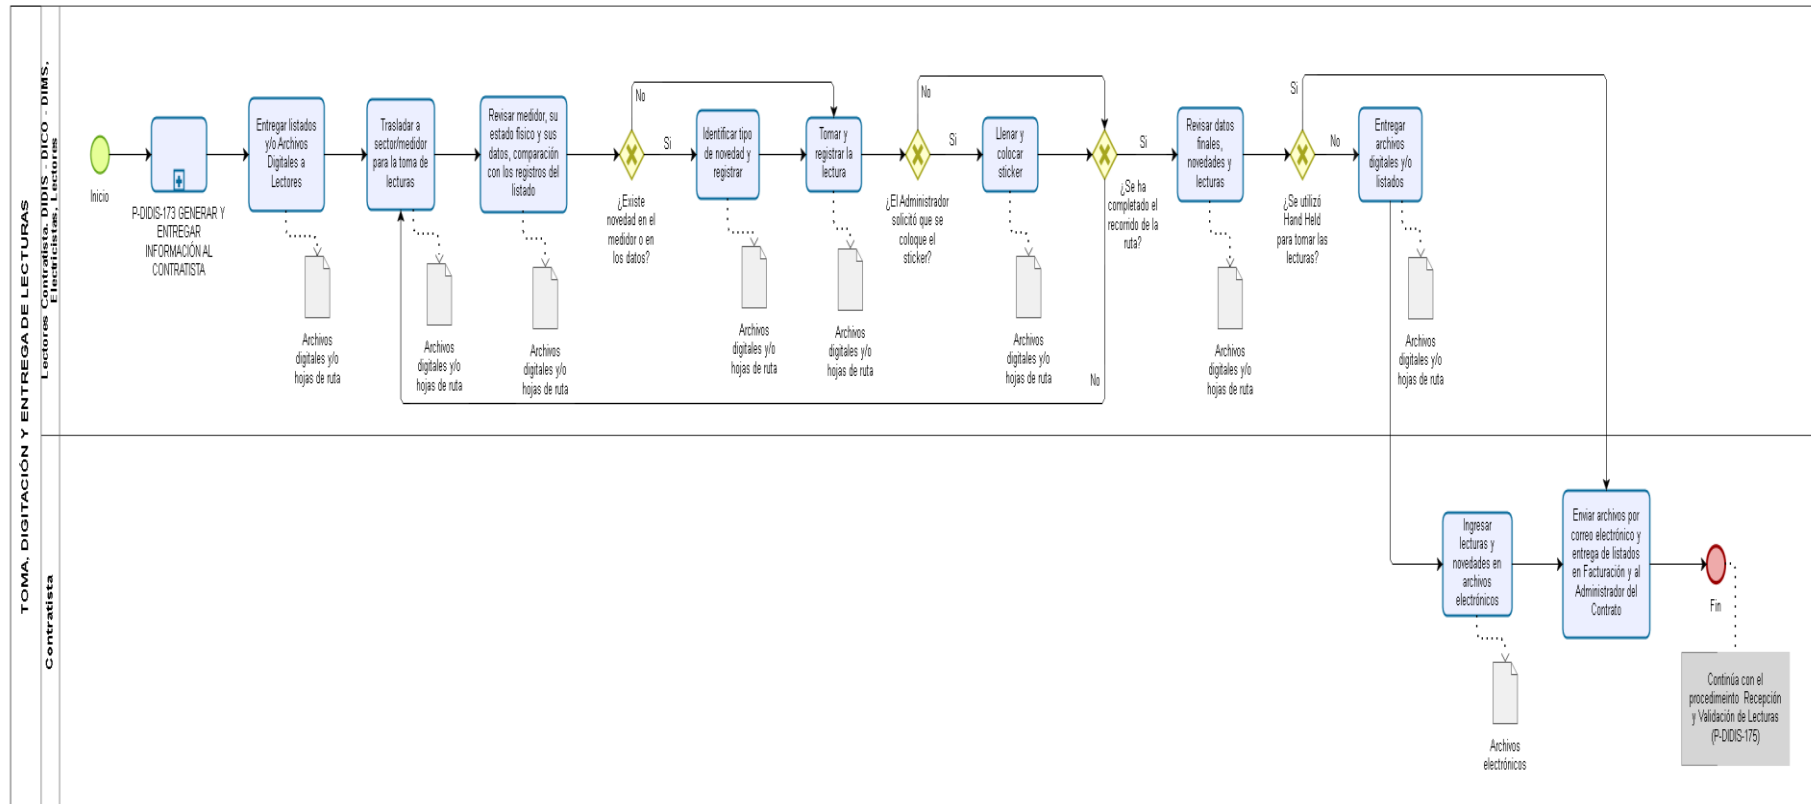 TOMA, DIGITACIÓN Y ENTREGA DE LECTURAS
Lectores Contratista, DIDIS - DICO - DIMS,
Electricistas, Lectores
Inicio
P-DIDIS-173 GENERAR Y
ENTREGAR
INFORMACIÓN AL
CONTRATISTA
Entregar listados
y/o Archivos
Digitales a
Lectores
Archivos
digitales y/o
hojas de ruta
Trasladar a
sector/medidor
para la toma de
lecturas
Archivos
digitales y/o
hojas de ruta
Revisar medidor, su
estado físico y sus
datos, comparación
con los registros del
listado
Archivos
digitales y/o
hojas de ruta
No
Si
¿Existe
novedad en el
medidor o en
los datos?
Identificar tipo
de novedad y
registrar
Archivos
digitales y/o
hojas de ruta
Tomar y
registrar la
lectura
Archivos
digitales y/o
hojas de ruta
No
Si
¿El Administrador
solicitó que se
coloque el
sticker?
Llenar y
colocar
sticker
Archivos
digitales y/o
hojas de ruta
Si
No
¿Se ha
completado el
recorrido de la
ruta?
Revisar datos
finales,
novedades y
lecturas
Archivos
digitales y/o
hojas de ruta
Si
No
¿Se utilizó
Hand Held
para tomar las
lecturas?
Entregar
archivos
digitales y/o
listados
Archivos
digitales y/o
hojas de ruta
Contratista
Ingresar
lecturas y
novedades en
archivos
electrónicos
Archivos
electrónicos
Enviar archivos por
correo electrónico y
entrega de listados
en Facturación y al
Administrador del
Contrato
Fin
Continúa con el
procedimeinto Recepción
y Validación de Lecturas
(P-DIDIS-175)